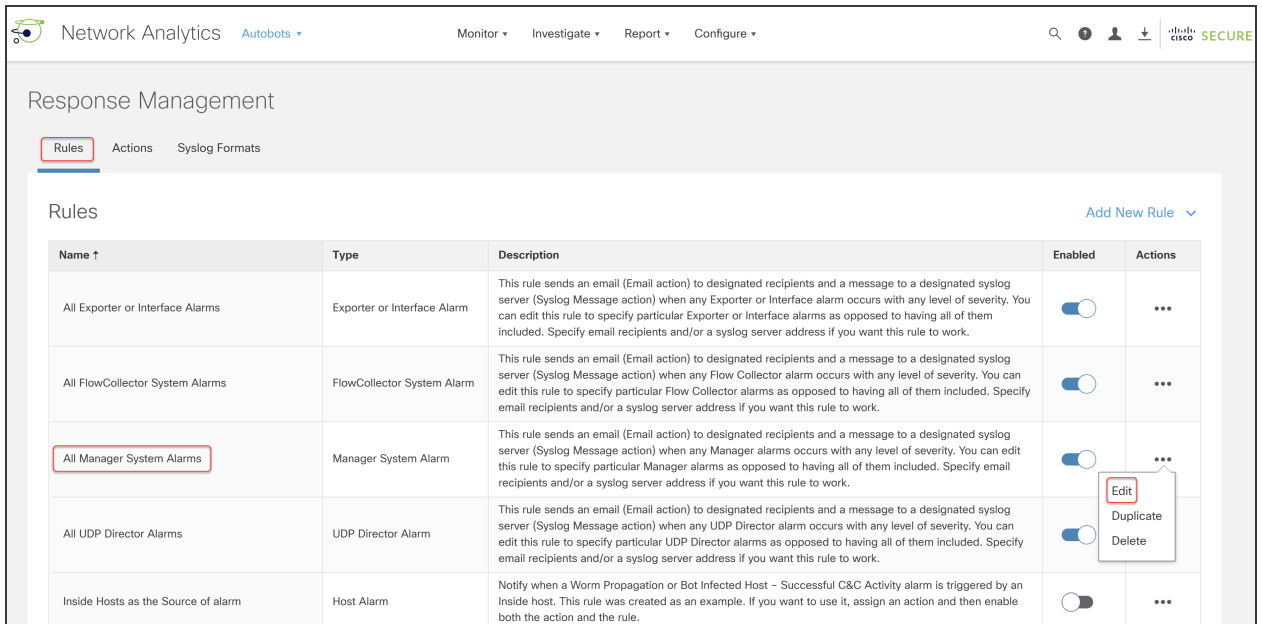 Network Analytics Autobots ▾ Monitor ▾ Investigate ▾ Report ▾ Configure ▾ ? cisco SECURE
Response Management
Rules Actions Syslog Formats
Rules Add New Rule
Name ↑ Type Description Enabled Actions
All Exporter or Interface Alarms
Exporter or Interface Alarm
This rule sends an email (Email action) to designated recipients and a message to a designated syslog
server (Syslog Message action) when any Exporter or Interface alarm occurs with any level of severity. You
can edit this rule to specify particular Exporter or Interface alarms as opposed to having all of them
included. Specify email recipients and/or a syslog server address if you want this rule to work.
All FlowCollector System Alarms
FlowCollector System Alarm
This rule sends an email (Email action) to designated recipients and a message to a designated syslog
server (Syslog Message action) when any Flow Collector alarm occurs with any level of severity. You can
edit this rule to specify particular Flow Collector alarms as opposed to having all of them included. Specify
email recipients and/or a syslog server address if you want this rule to work.
All Manager System Alarms
Manager System Alarm
This rule sends an email (Email action) to designated recipients and a message to a designated syslog
server (Syslog Message action) when any Manager alarms occurs with any level of severity. You can edit
this rule to specify particular Manager alarms as opposed to having all of them included. Specify email
recipients and/or a syslog server address if you want this rule to work.
Edit
Duplicate
Delete
All UDP Director Alarms
UDP Director Alarm
This rule sends an email (Email action) to designated recipients and a message to a designated syslog
server (Syslog Message action) when any UDP Director alarm occurs with any level of severity. You can
edit this rule to specify particular UDP Director alarms as opposed to having all of them included. Specify
email recipients and/or a syslog server address if you want this rule to work.
Inside Hosts as the Source of alarm
Host Alarm
Notify when a Worm Propagation or Bot Infected Host – Successful C&C Activity alarm is triggered by an
Inside host. This rule was created as an example. If you want to use it, assign an action and then enable
both the action and the rule.